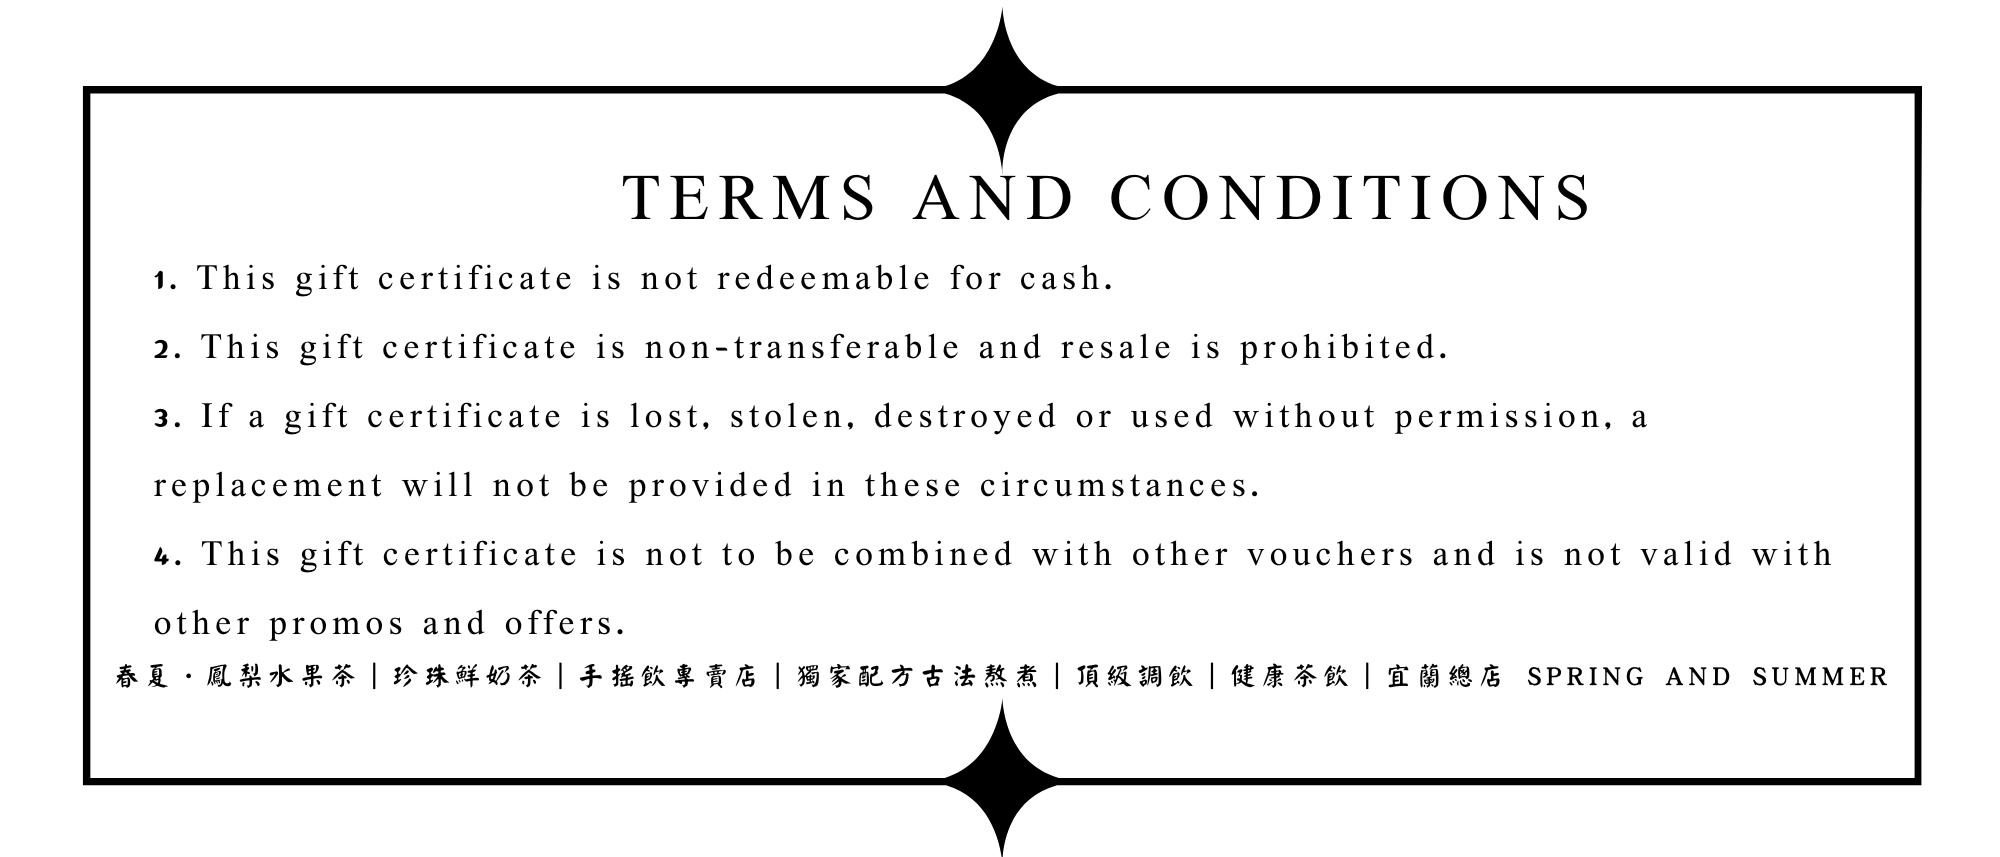 TERMS AND CONDITIONS
1. This gift certificate is not redeemable for cash.
2. This gift certificate is non-transferable and resale is prohibited.
3. If a gift certificate is lost, stolen, destroyed or used without permission, a
replacement will not be provided in these circumstances.
4. This gift certificate is not to be combined with other vouchers and is not valid with
other promos and offers.
春夏·鳳梨水果茶|珍珠鮮奶茶|手搖飲專賣店|獨家配方古法熬煮|頂級調飲|健康茶飲|宜蘭總店 SPRING AND SUMMER